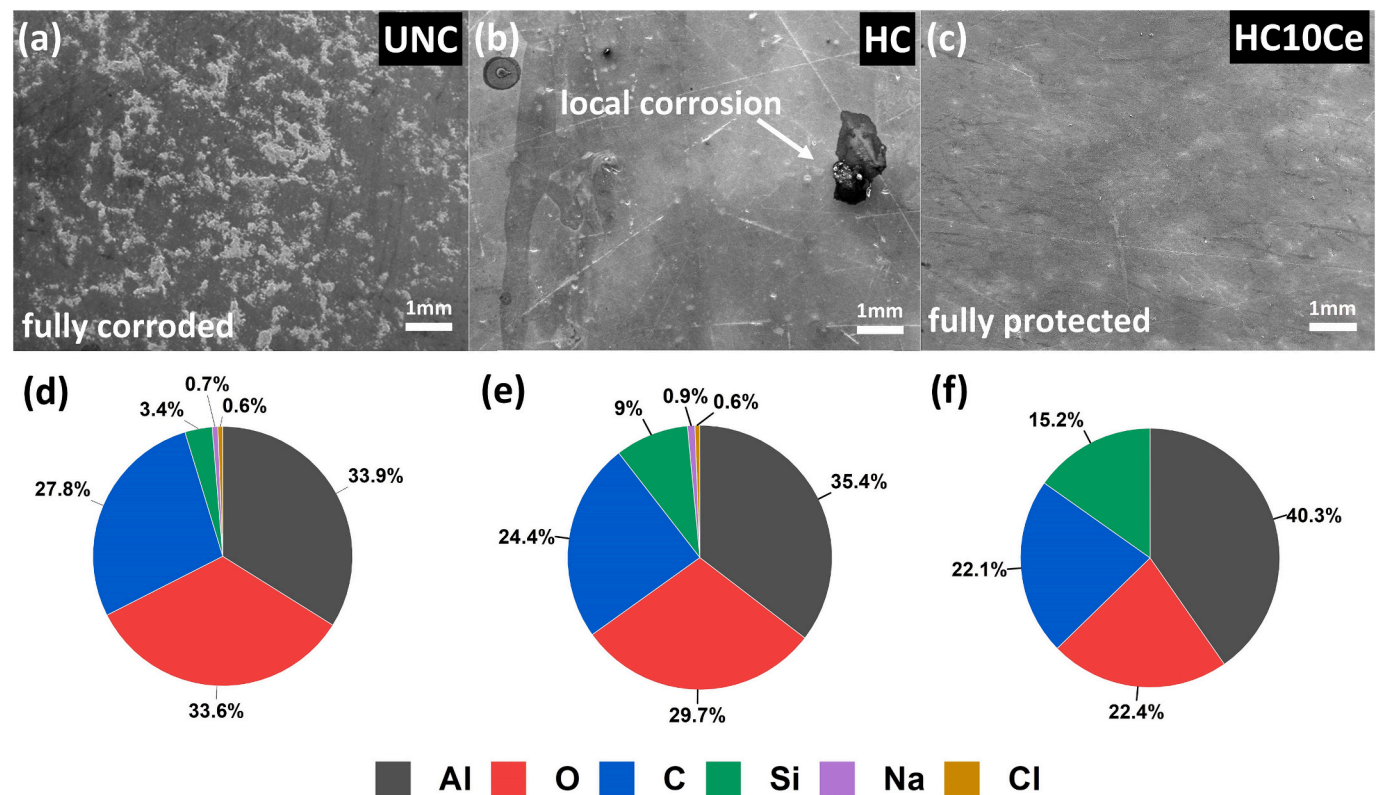 (a)
UNC
fully corroded
1mm
(b)
HC
local corrosion
1mm
(c)
HC10Ce
fully protected
1mm
(d)
0.7%
0.6%
3.4%
27.8%
33.9%
33.6%
(e)
9%
0.9%
0.6%
24.4%
35.4%
29.7%
(f)
15.2%
22.1%
40.3%
22.4%
Al O C Si Na Cl